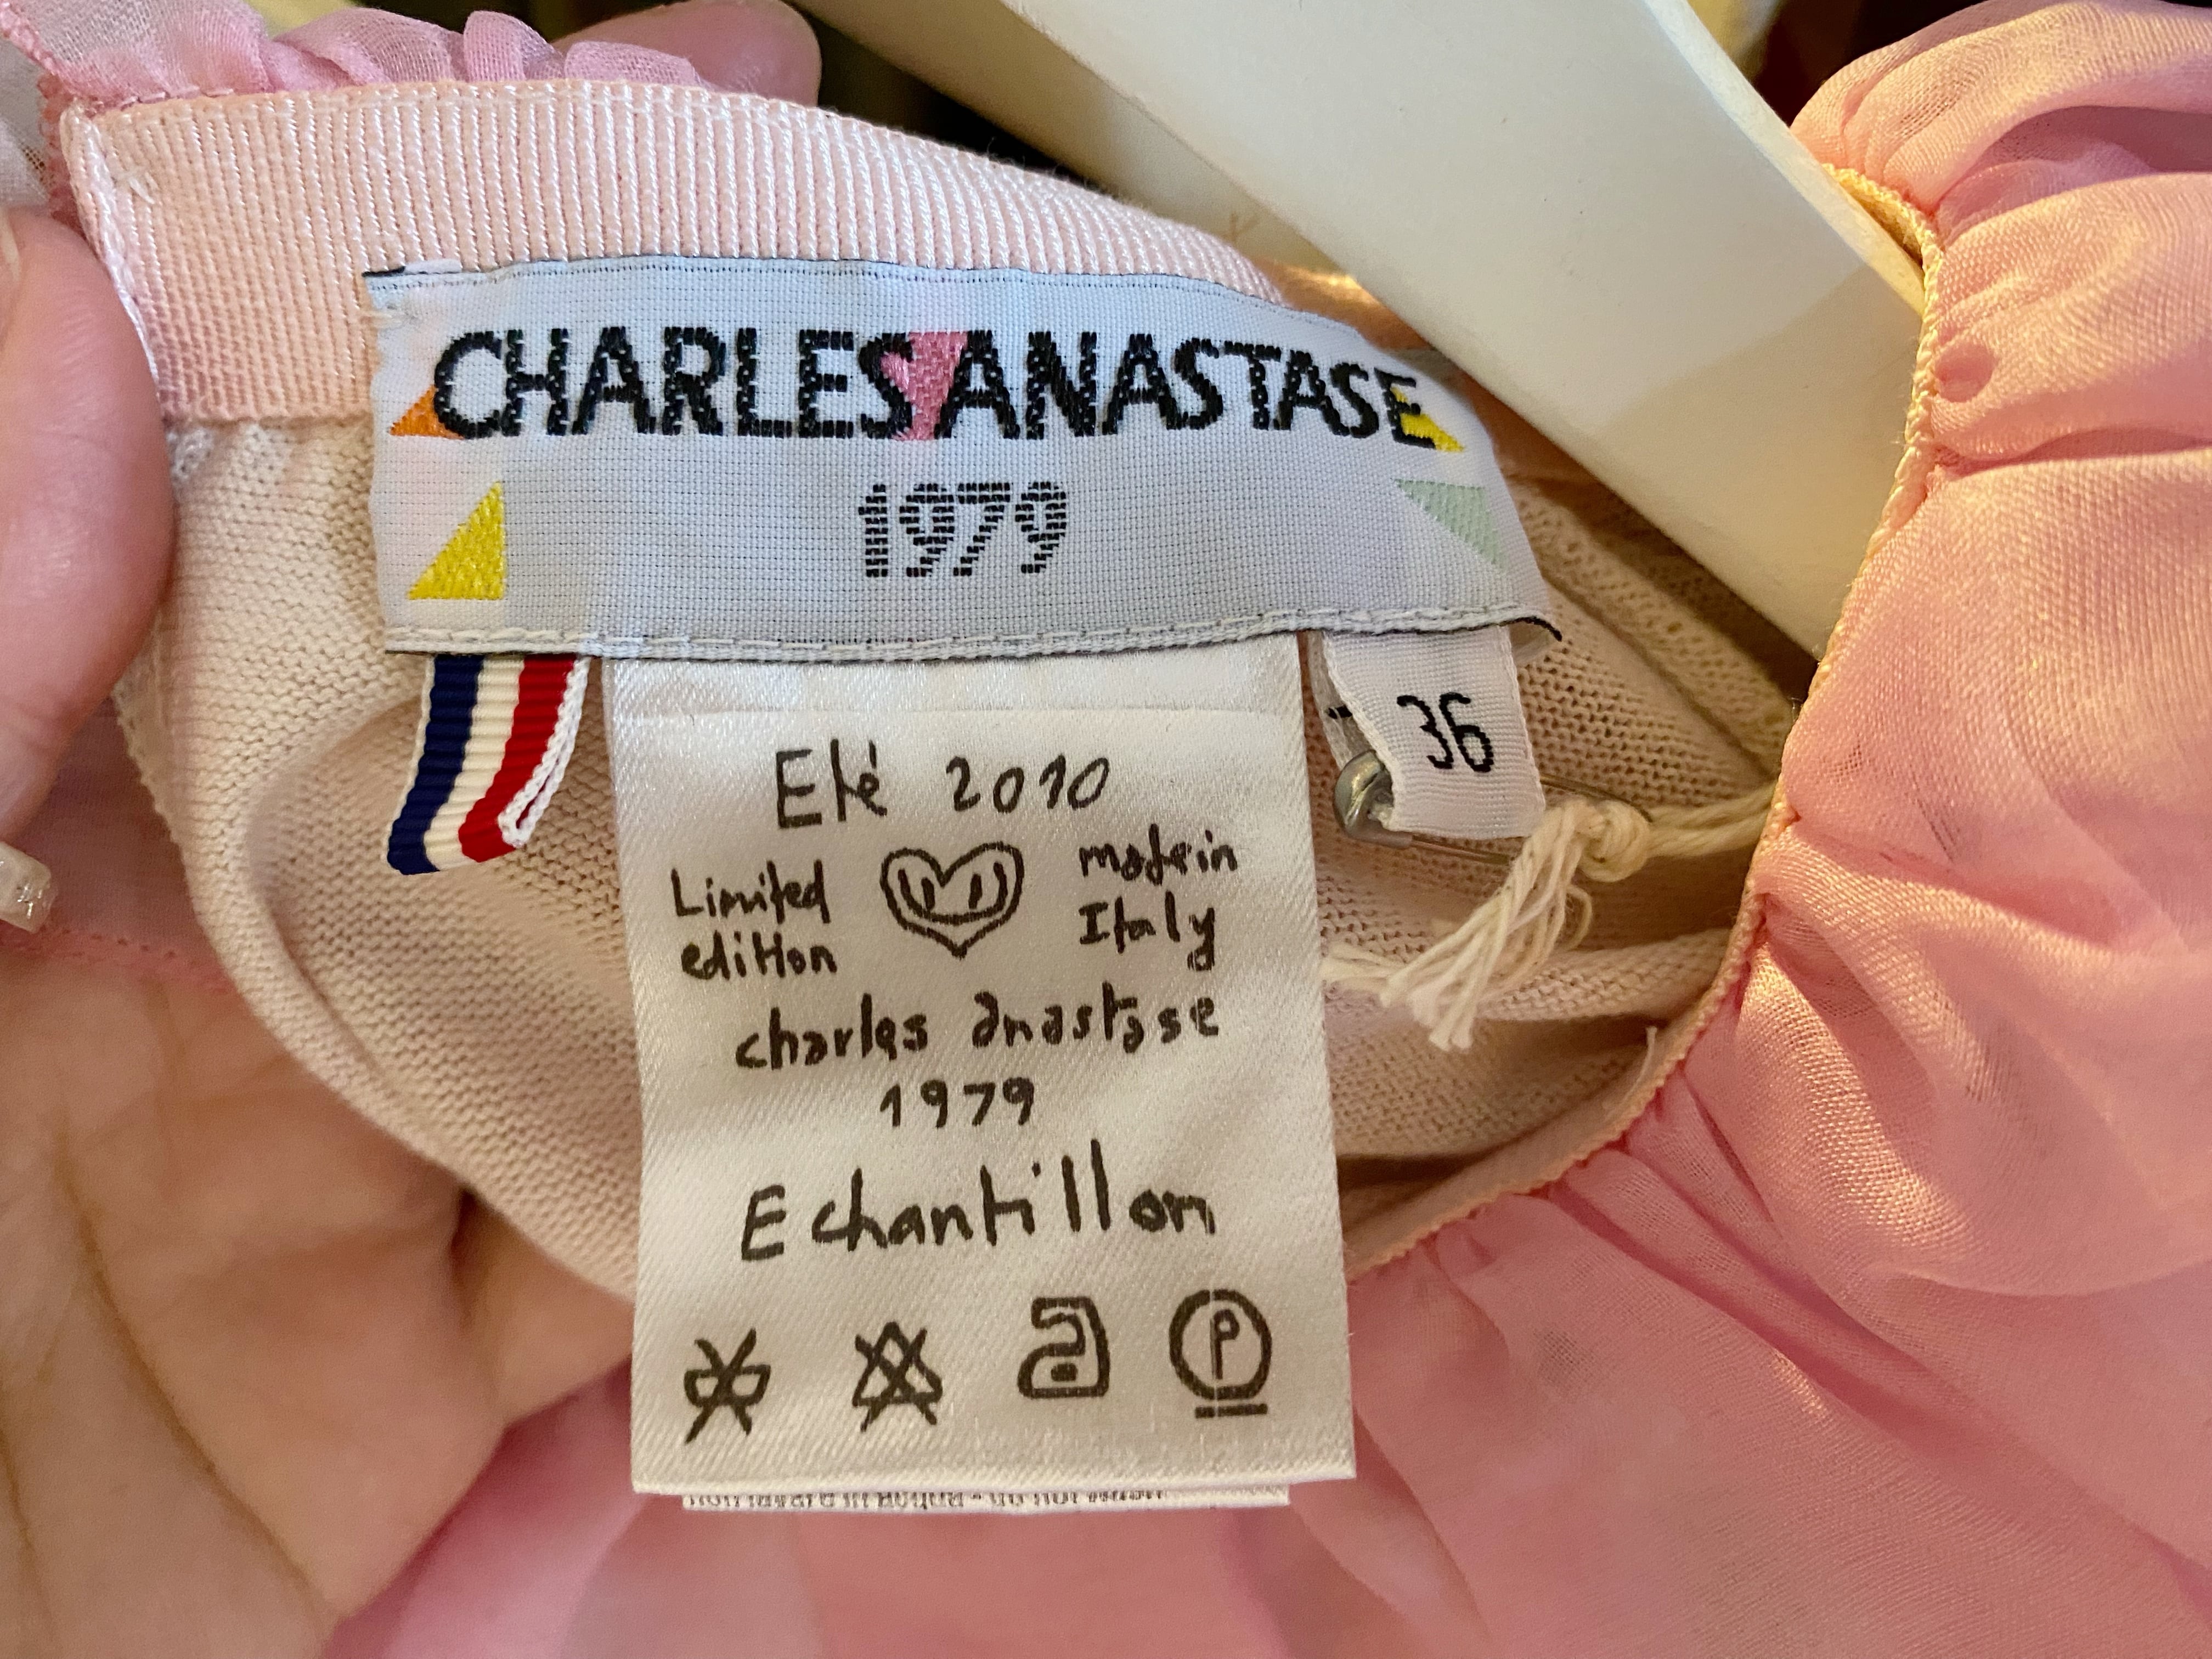 CHARLES ANASTASE
1979
36
Eté 2010
Limited edition
made in Italy
charles anastase
1979
Echantillon
P